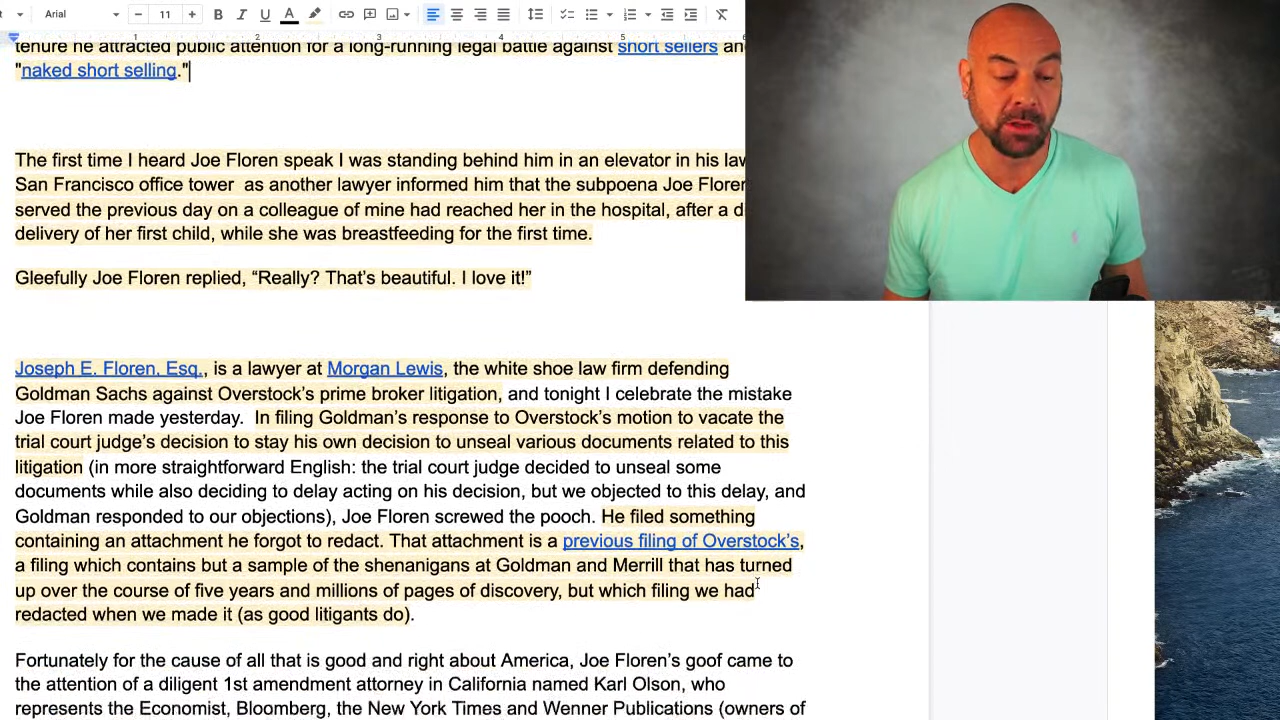 Arial
11
B I U A
1 2 3 4 5
tenure he attracted public attention for a long-running legal battle against short sellers and
"naked short selling."
The first time I heard Joe Floren speak I was standing behind him in an elevator in his law
San Francisco office tower as another lawyer informed him that the subpoena Joe Floren
served the previous day on a colleague of mine had reached her in the hospital, after a
delivery of her first child, while she was breastfeeding for the first time.
Gleefully Joe Floren replied, “Really? That’s beautiful. I love it!”
Joseph E. Floren, Esq., is a lawyer at Morgan Lewis, the white shoe law firm defending
Goldman Sachs against Overstock’s prime broker litigation, and tonight I celebrate the mistake
Joe Floren made yesterday. In filing Goldman’s response to Overstock’s motion to vacate the
trial court judge’s decision to stay his own decision to unseal various documents related to this
litigation (in more straightforward English: the trial court judge decided to unseal some
documents while also deciding to delay acting on his decision, but we objected to this delay, and
Goldman responded to our objections), Joe Floren screwed the pooch. He filed something
containing an attachment he forgot to redact. That attachment is a previous filing of Overstock’s,
a filing which contains but a sample of the shenanigans at Goldman and Merrill that has turned
up over the course of five years and millions of pages of discovery, but which filing we had
redacted when we made it (as good litigants do).
Fortunately for the cause of all that is good and right about America, Joe Floren’s goof came to
the attention of a diligent 1st amendment attorney in California named Karl Olson, who
represents the Economist, Bloomberg, the New York Times and Wenner Publications (owners of